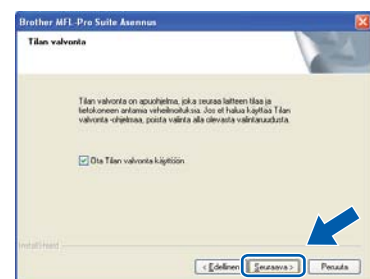 Brother MFL-Pro Suite Asennus
Tilan valvonta
Tilan valvonta on apuohjelma, joka seuraa laitteen tilaa ja
tietokoneen antamia virheilmoituksia. Jos et halua käyttää Tilan
valvonta -ohjelmaa, poista valinta alla olevasta valintaruudusta.
Ota Tilan valvonta käyttöön
InstallShield
< Edellinen Seuraava > Peruuta